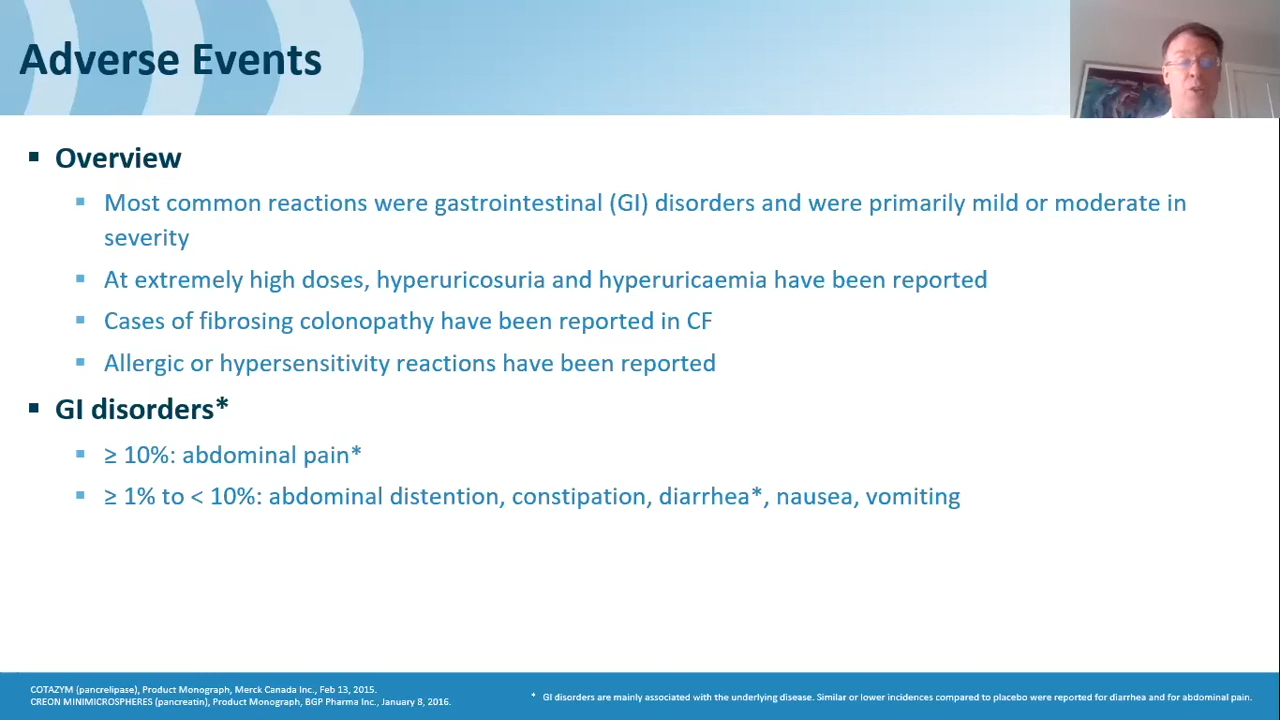 Adverse Events
▪ Overview
▪ Most common reactions were gastrointestinal (GI) disorders and were primarily mild or moderate in
severity
▪ At extremely high doses, hyperuricosuria and hyperuricaemia have been reported
▪ Cases of fibrosing colonopathy have been reported in CF
▪ Allergic or hypersensitivity reactions have been reported
▪ GI disorders*
▪ ≥ 10%: abdominal pain*
▪ ≥ 1% to < 10%: abdominal distention, constipation, diarrhea*, nausea, vomiting
COTAZYM (pancrelipase), Product Monograph, Merck Canada Inc., Feb 13, 2015.
CREON MINIMICROSPHERES (pancreatin), Product Monograph, BGP Pharma Inc., January 8, 2016.
* GI disorders are mainly associated with the underlying disease. Similar or lower incidences compared to placebo were reported for diarrhea and for abdominal pain.